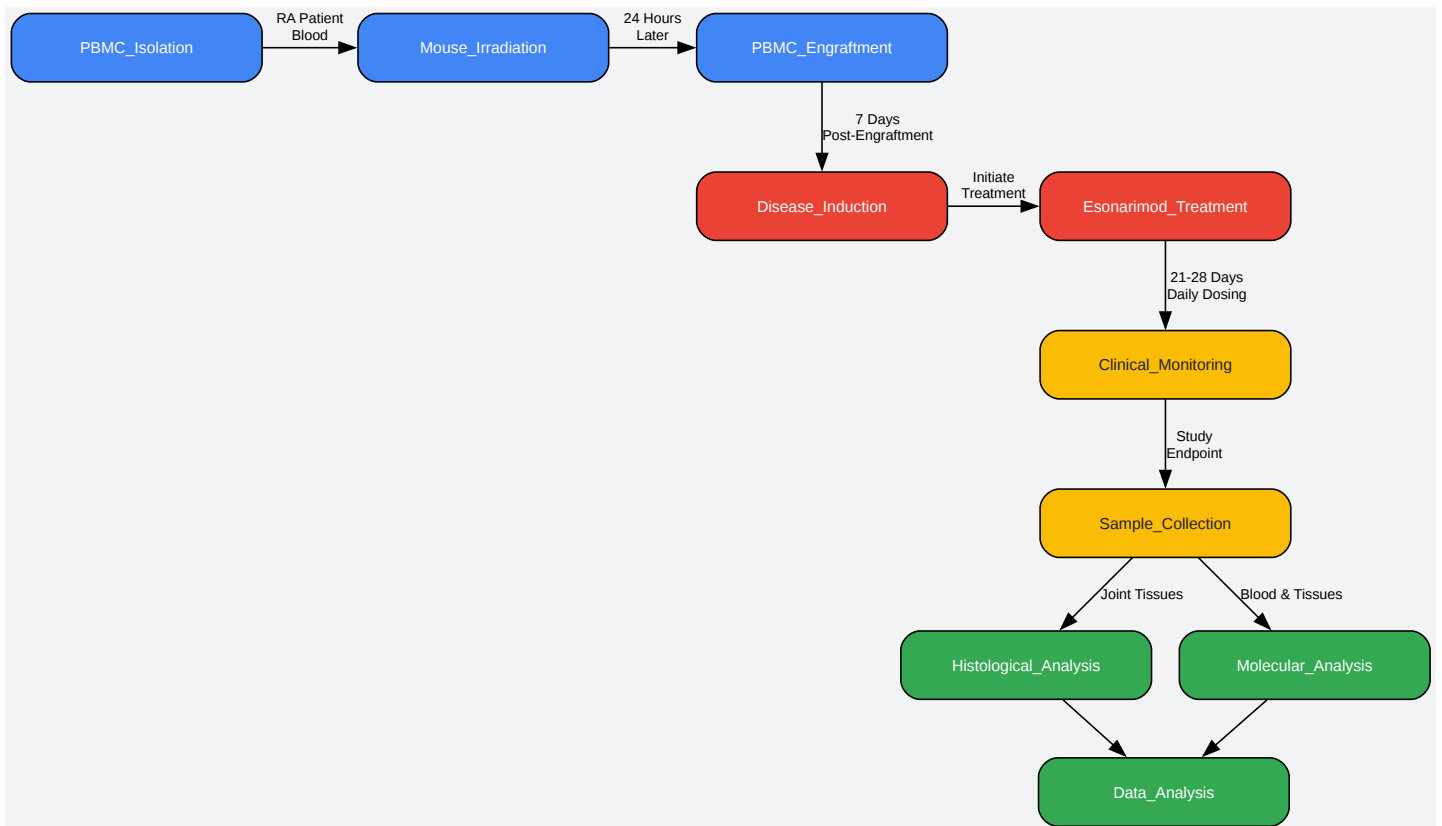 PBMC_Isolation
RA Patient
Blood
Mouse_Irradiation
24 Hours
Later
PBMC_Engraftment
7 Days
Post-Engraftment
Disease_Induction
Initiate
Treatment
Esonarimod_Treatment
21-28 Days
Daily Dosing
Clinical_Monitoring
Study
Endpoint
Sample_Collection
Joint Tissues
Blood & Tissues
Histological_Analysis
Molecular_Analysis
Data_Analysis